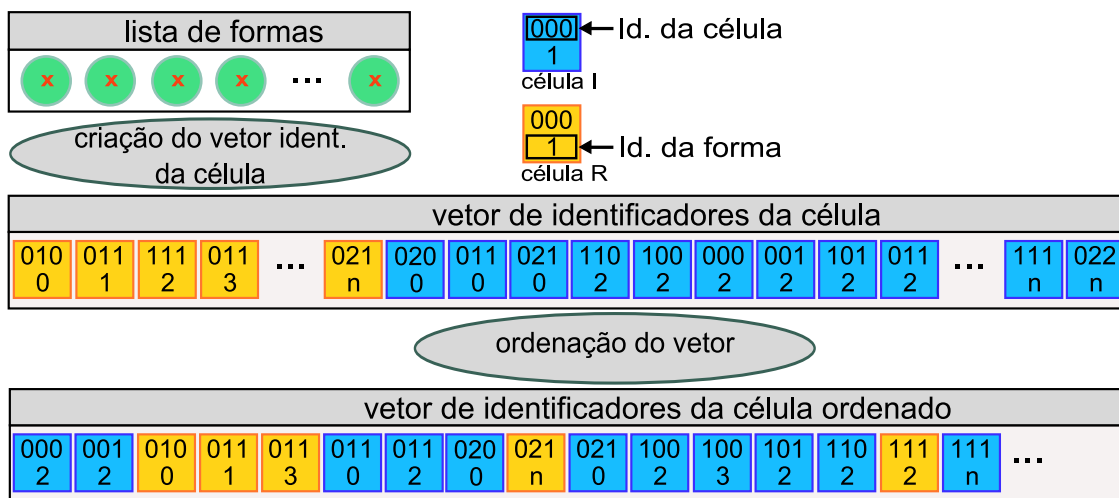 lista de formas
x x x x ... x
criação do vetor ident.
da célula
000 Id. da célula
1
célula I
000
1 Id. da forma
célula R
vetor de identificadores da célula
010 011 111 011 ... 021 020 011 021 110 100 000 001 101 011 ... 111 022
0 1 2 3 n 0 0 0 2 2 2 2 2 2 n n
ordenação do vetor
vetor de identificadores da célula ordenado
000 001 010 011 011 011 011 020 021 021 100 100 101 110 111 111 ...
2 2 0 1 3 0 2 0 n 0 2 3 2 2 2 n